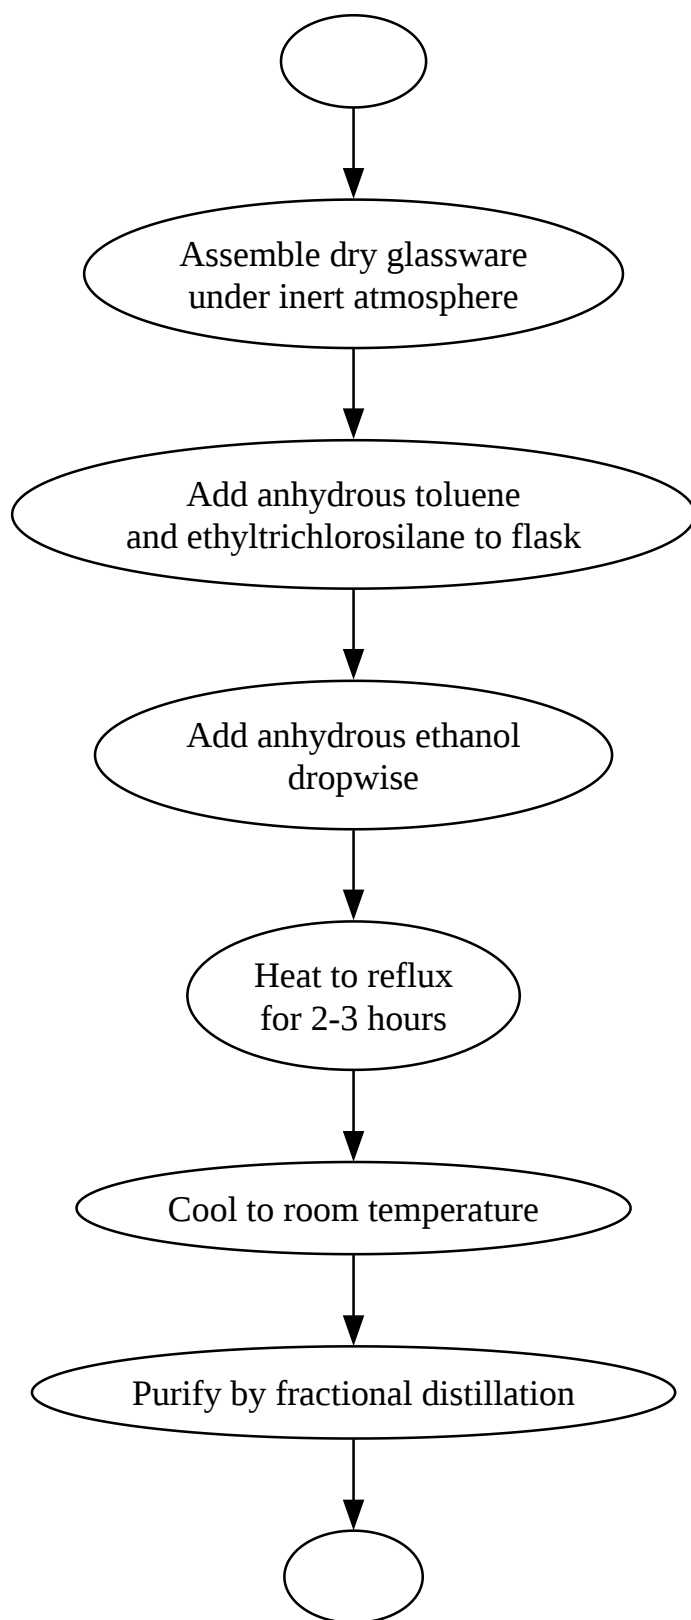 Assemble dry glassware
under inert atmosphere
Add anhydrous toluene
and ethyltrichlorosilane to flask
Add anhydrous ethanol
dropwise
Heat to reflux
for 2-3 hours
Cool to room temperature
Purify by fractional distillation